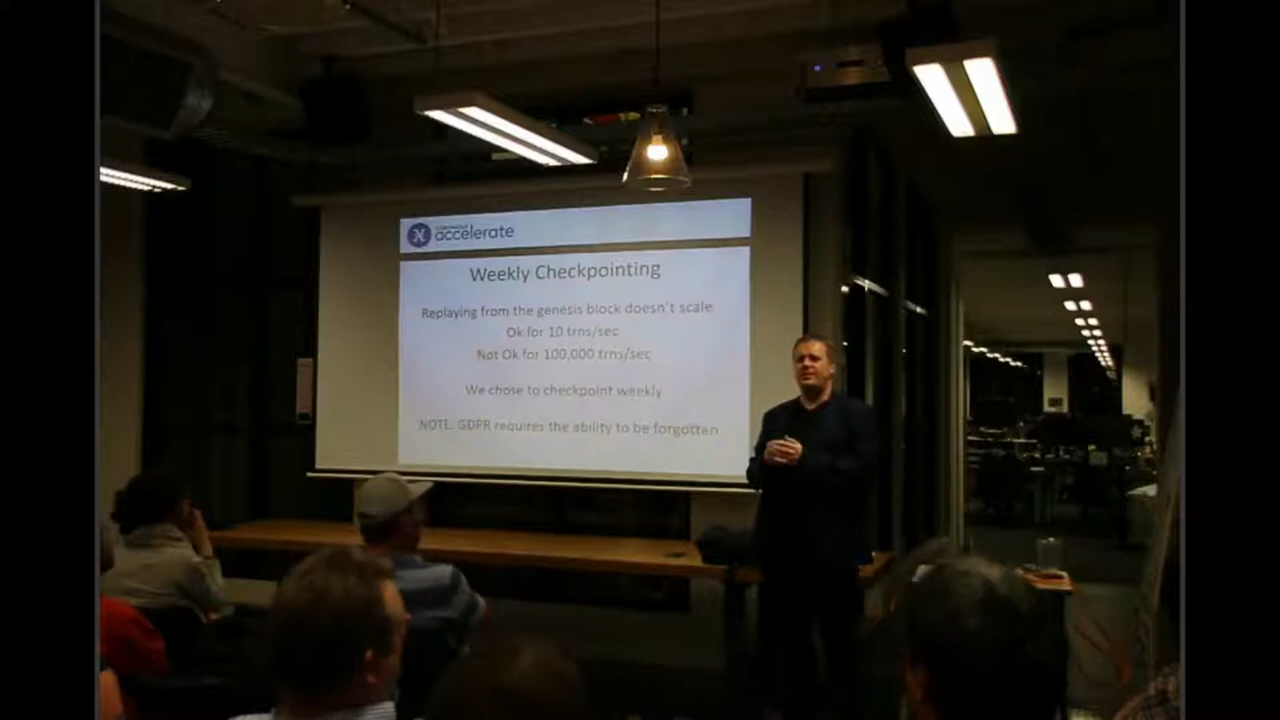 accelerate
Weekly Checkpointing
Replaying from the genesis block doesn't scale
Ok for 10 trns/sec
Not Ok for 100,000 trns/sec
We chose to checkpoint weekly
NOTE: GDPR requires the ability to be forgotten